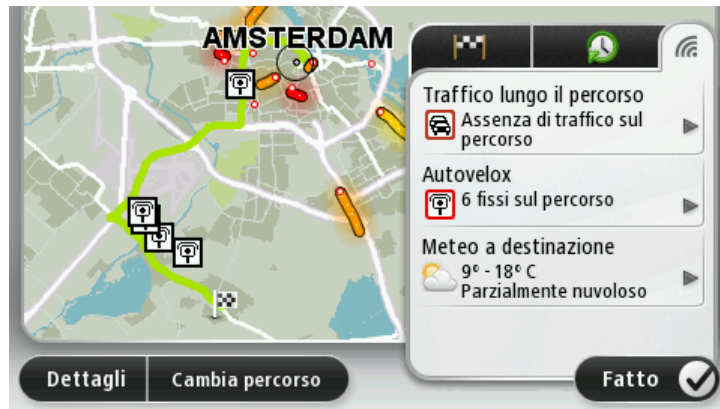 AMSTERDAM
Traffico lungo il percorso
Assenza di traffico sul
percorso
Autovelox
6 fissi sul percorso
Meteo a destinazione
9° - 18° C
Parzialmente nuvoloso
Dettagli
Cambia percorso
Fatto